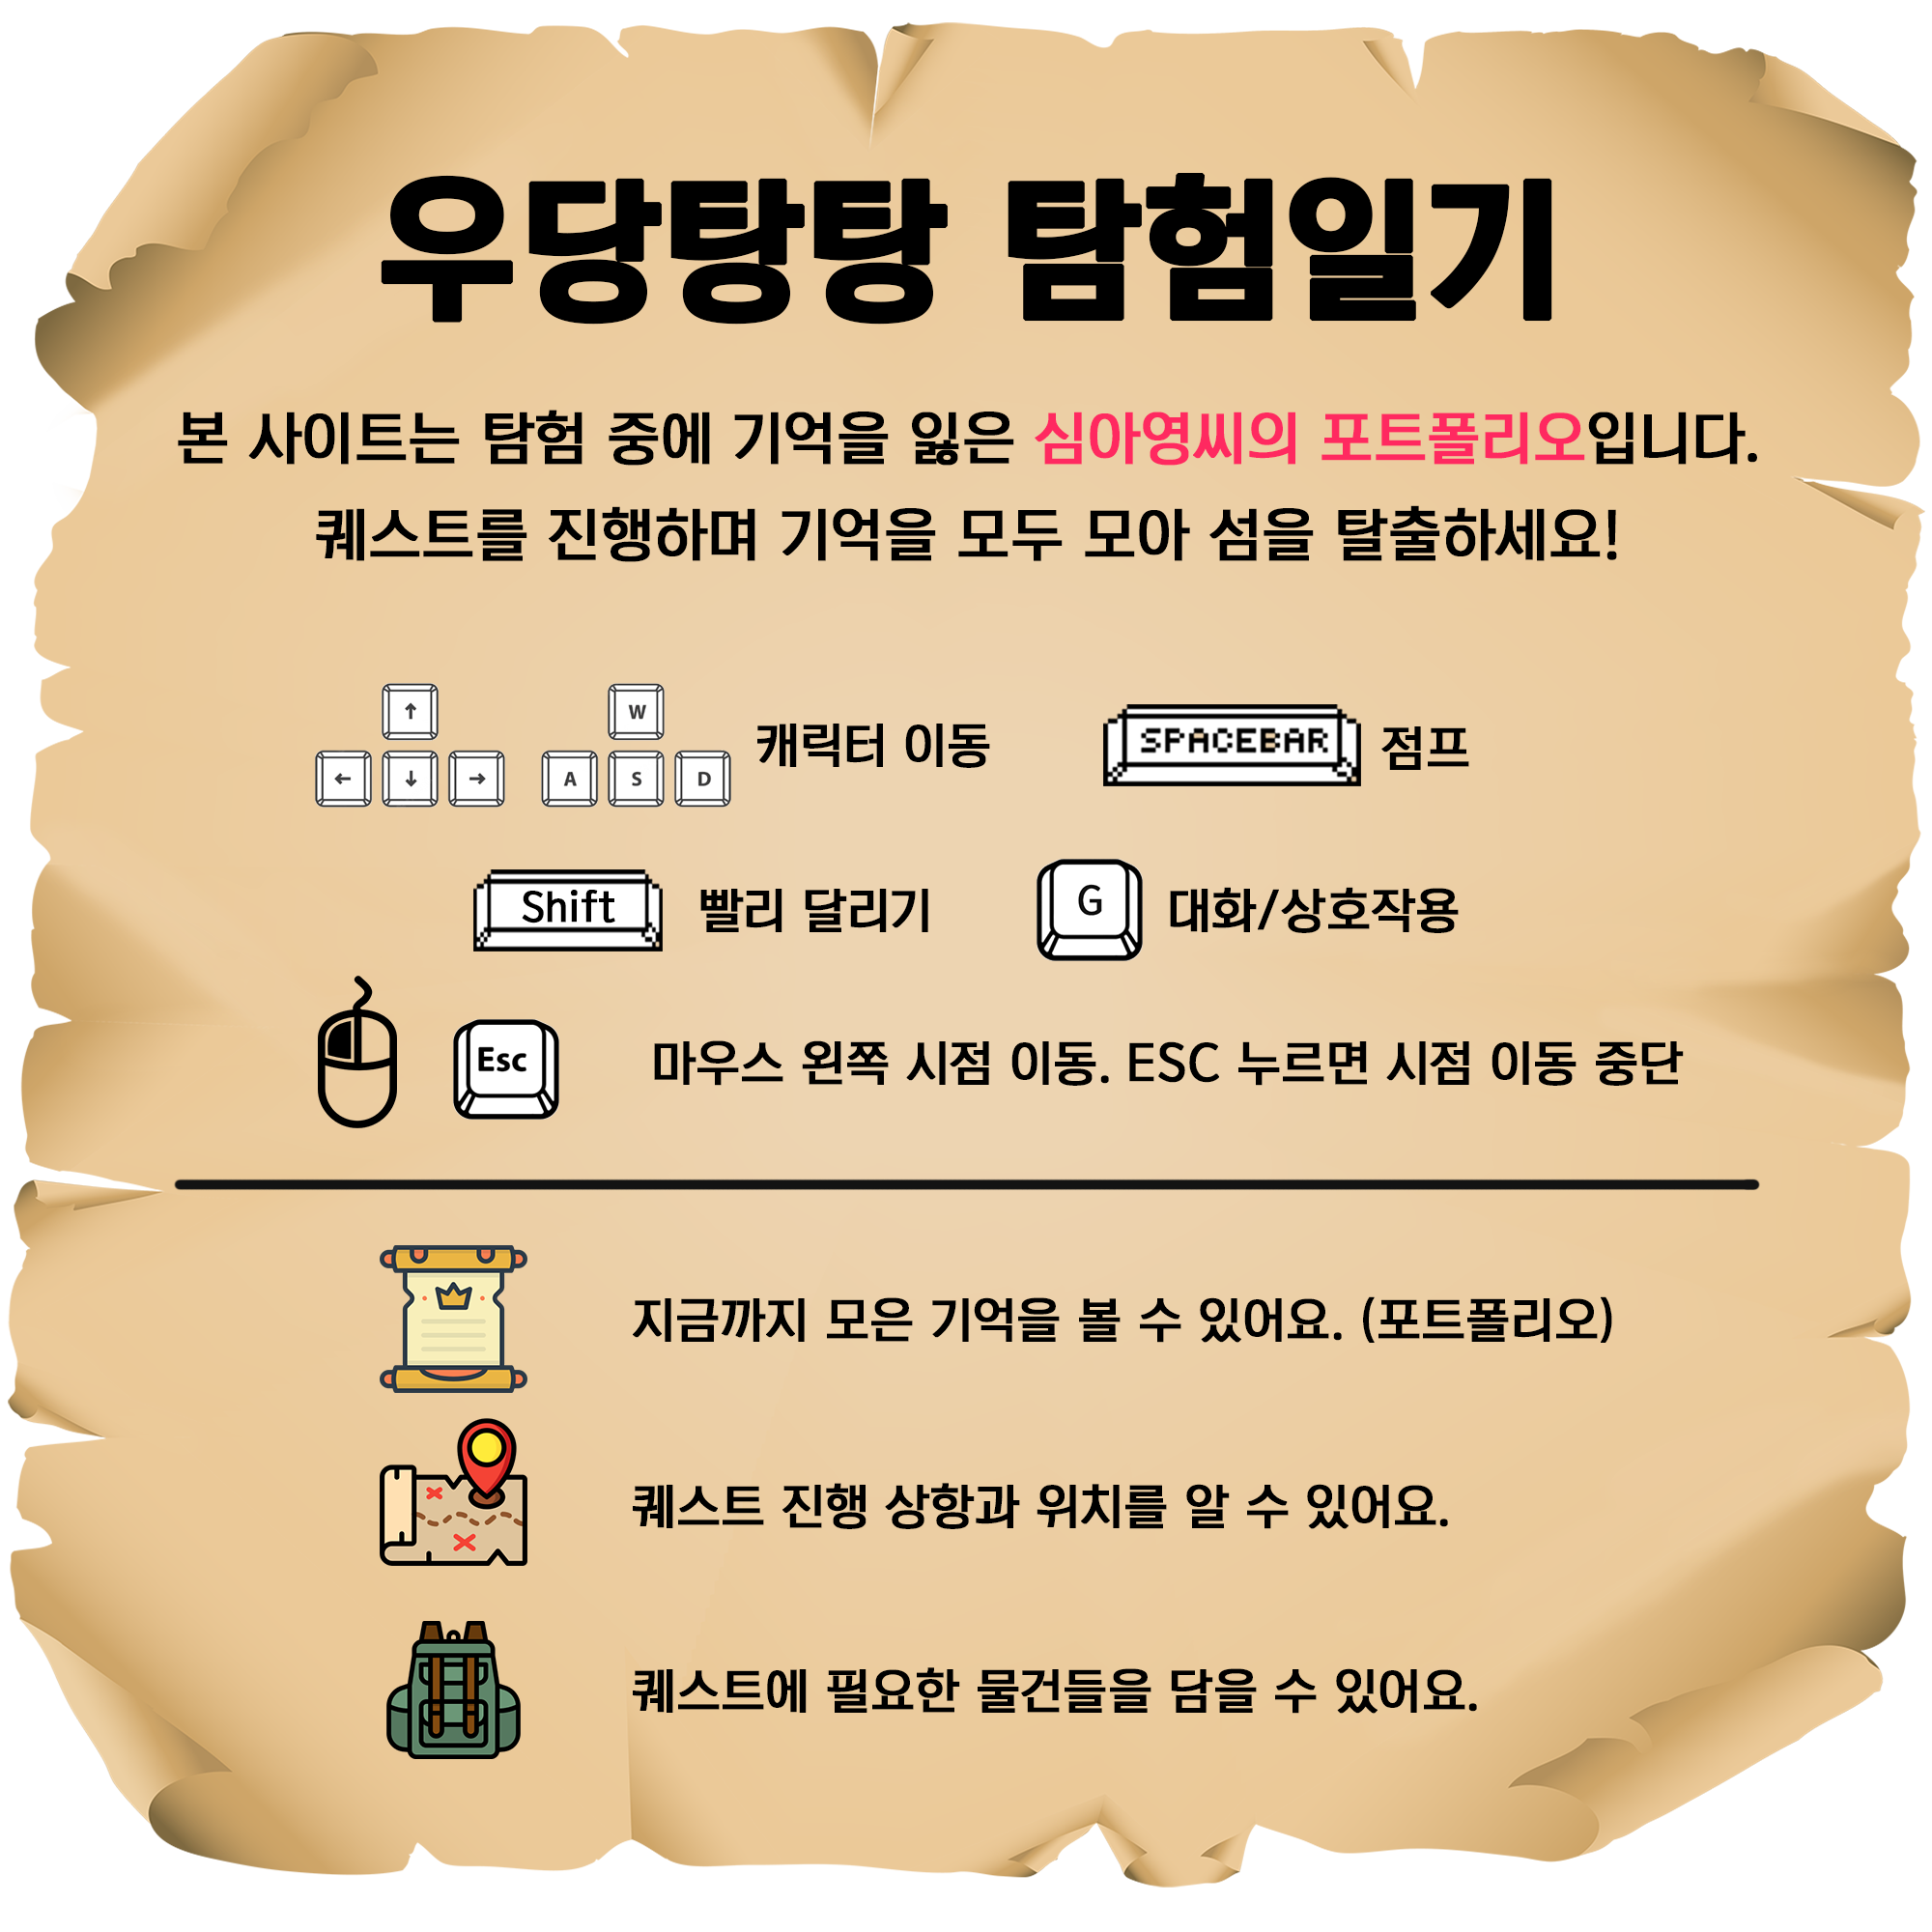 우당탕탕 탐험일기
본 사이트는 탐험 중에 기억을 잃은 심아영씨의 포트폴리오입니다.
퀘스트를 진행하며 기억을 모두 모아 섬을 탈출하세요!
↑ W
← ↓ → A S D 캐릭터 이동 SPACEBAR 점프
Shift 빨리 달리기 G 대화/상호작용
Esc 마우스 왼쪽 시점 이동. ESC 누르면 시점 이동 중단
지금까지 모은 기억을 볼 수 있어요. (포트폴리오)
퀘스트 진행 상항과 위치를 알 수 있어요.
퀘스트에 필요한 물건들을 담을 수 있어요.